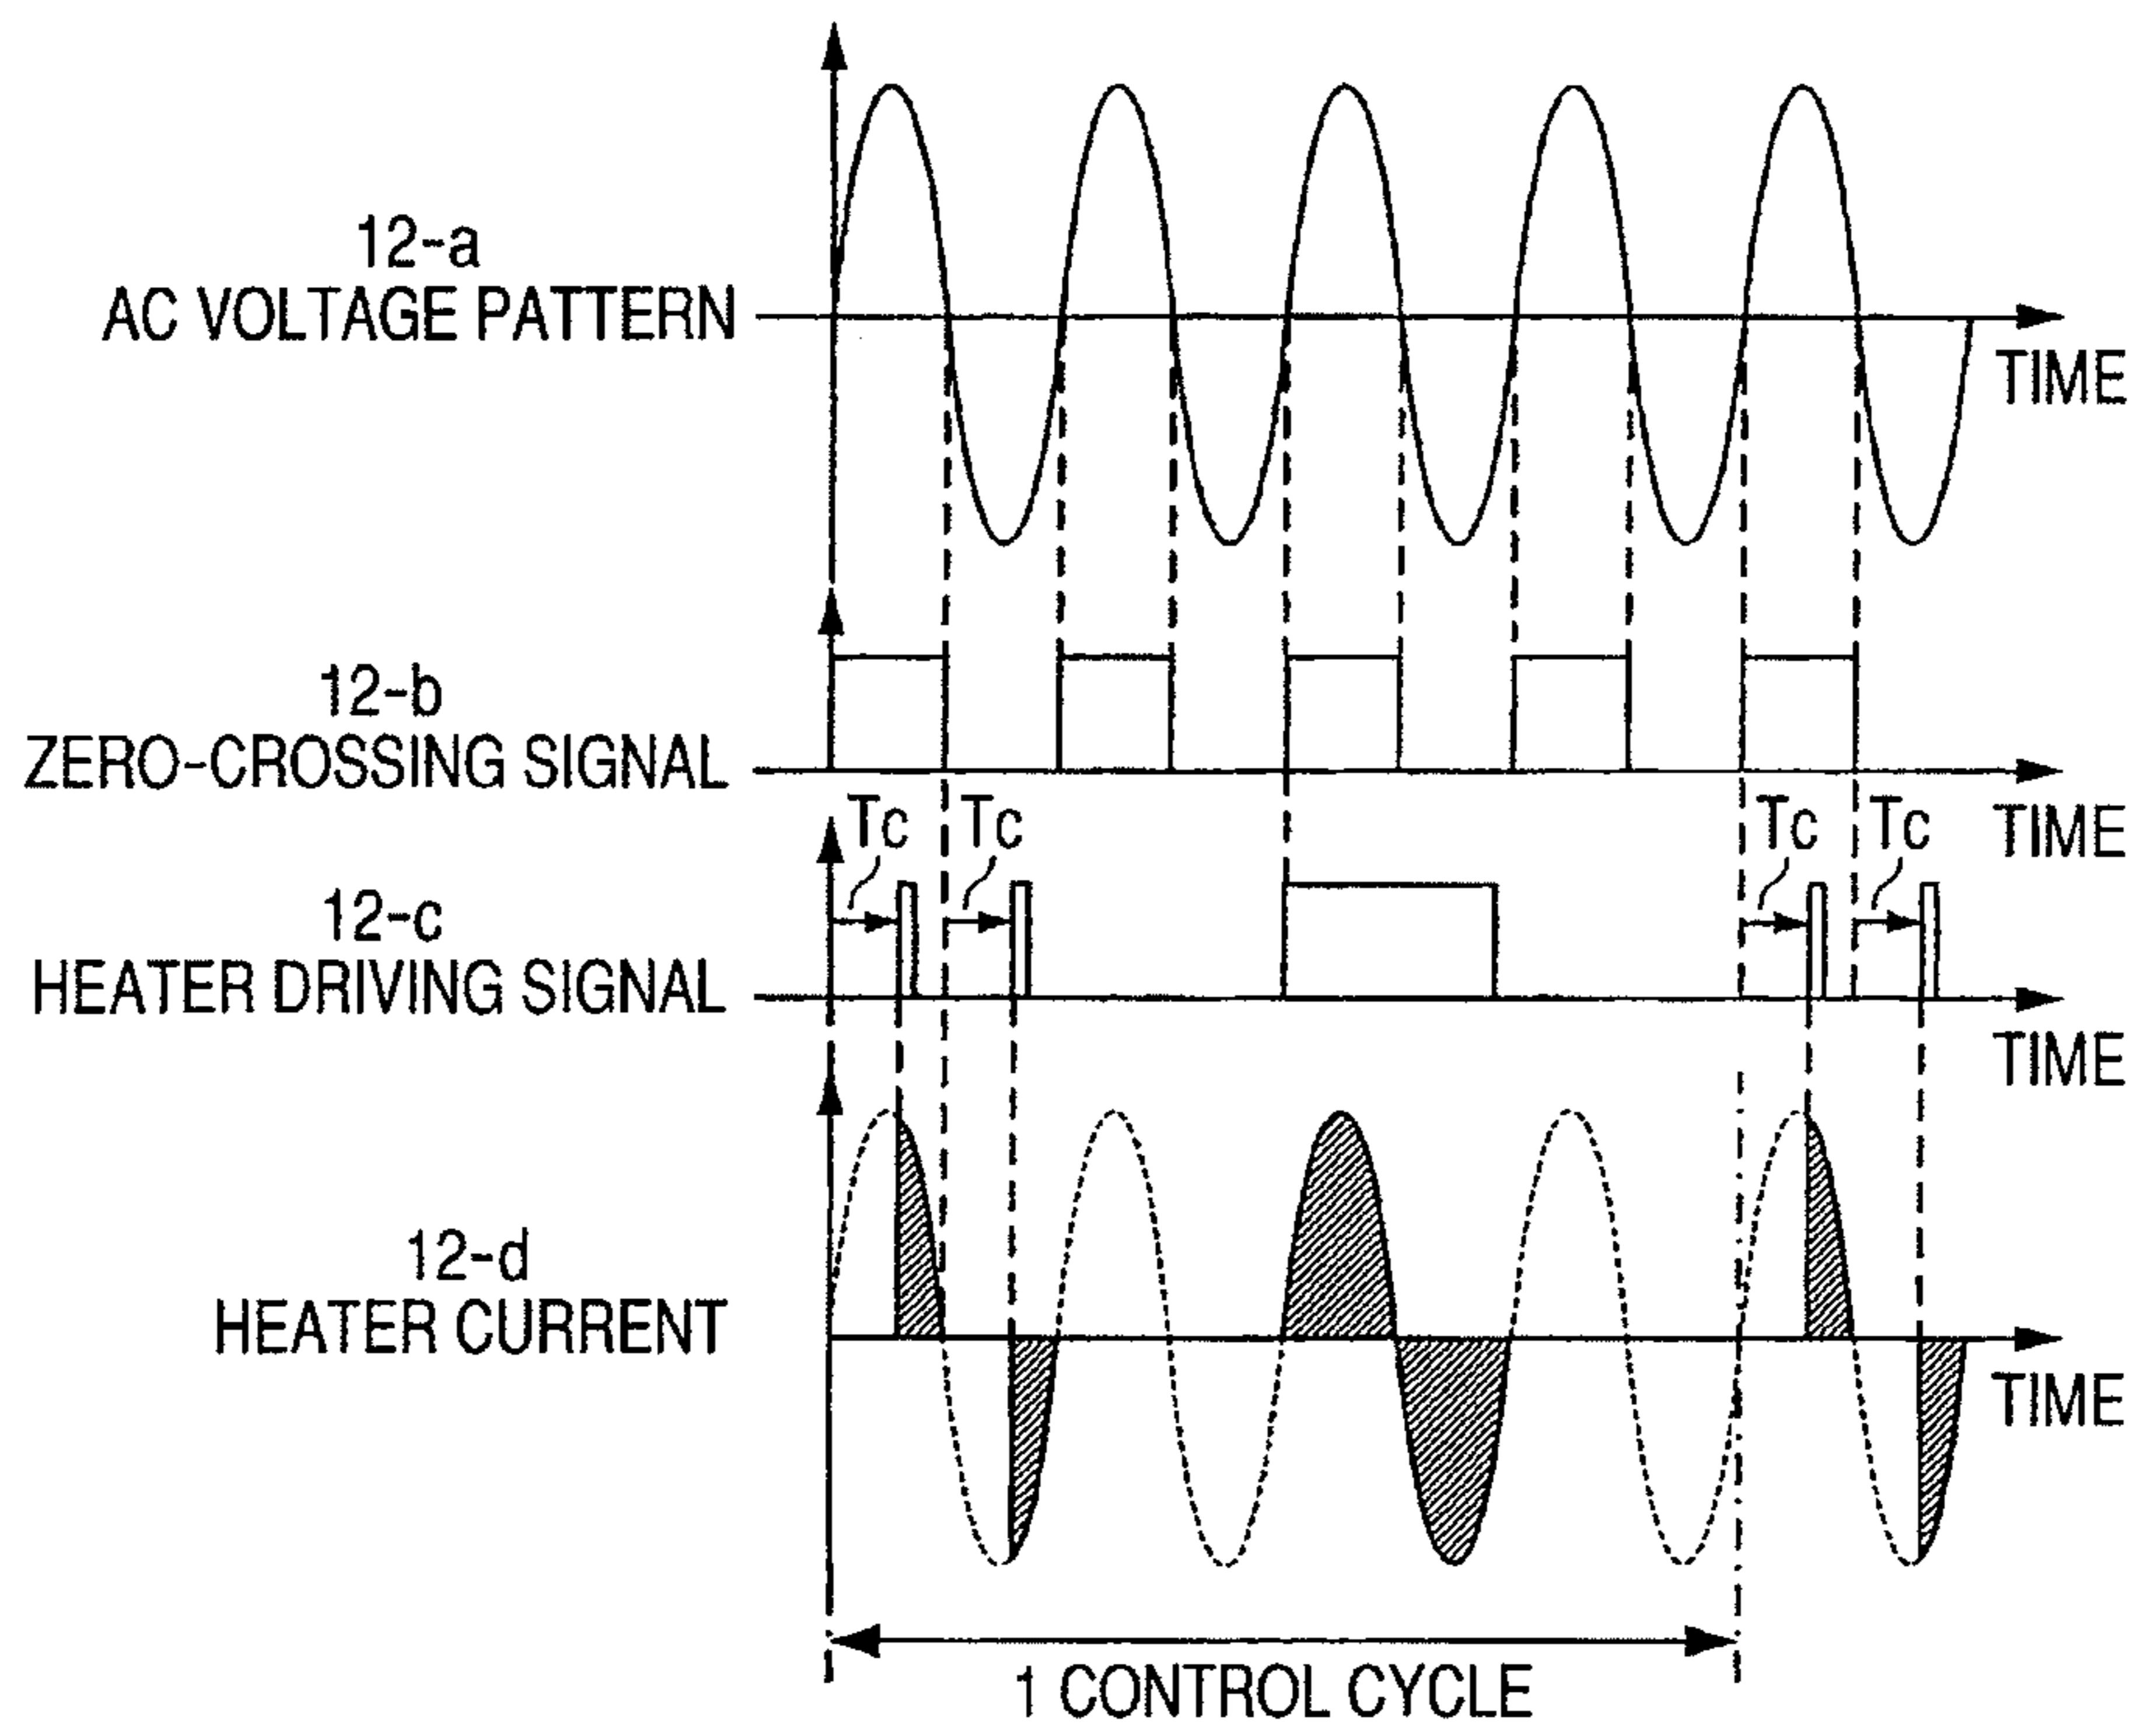 12-a
AC VOLTAGE PATTERN
TIME
12-b
ZERO-CROSSING SIGNAL
TIME
Tc
Tc
Tc
Tc
12-c
HEATER DRIVING SIGNAL
TIME
12-d
HEATER CURRENT
TIME
1 CONTROL CYCLE